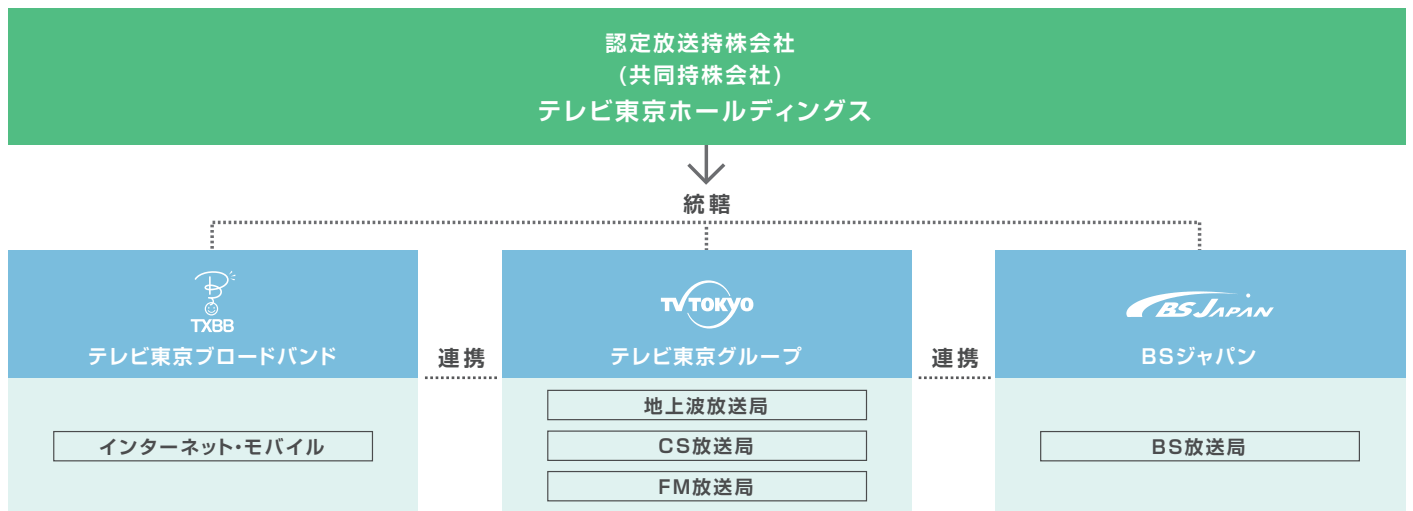 認定放送持株会社
(共同持株会社)
テレビ東京ホールディングス
統轄
TXBB
テレビ東京ブロードバンド
連携
TV TOKYO
テレビ東京グループ
連携
BS JAPAN
BSジャパン
インターネット・モバイル
地上波放送局
CS放送局
FM放送局
BS放送局